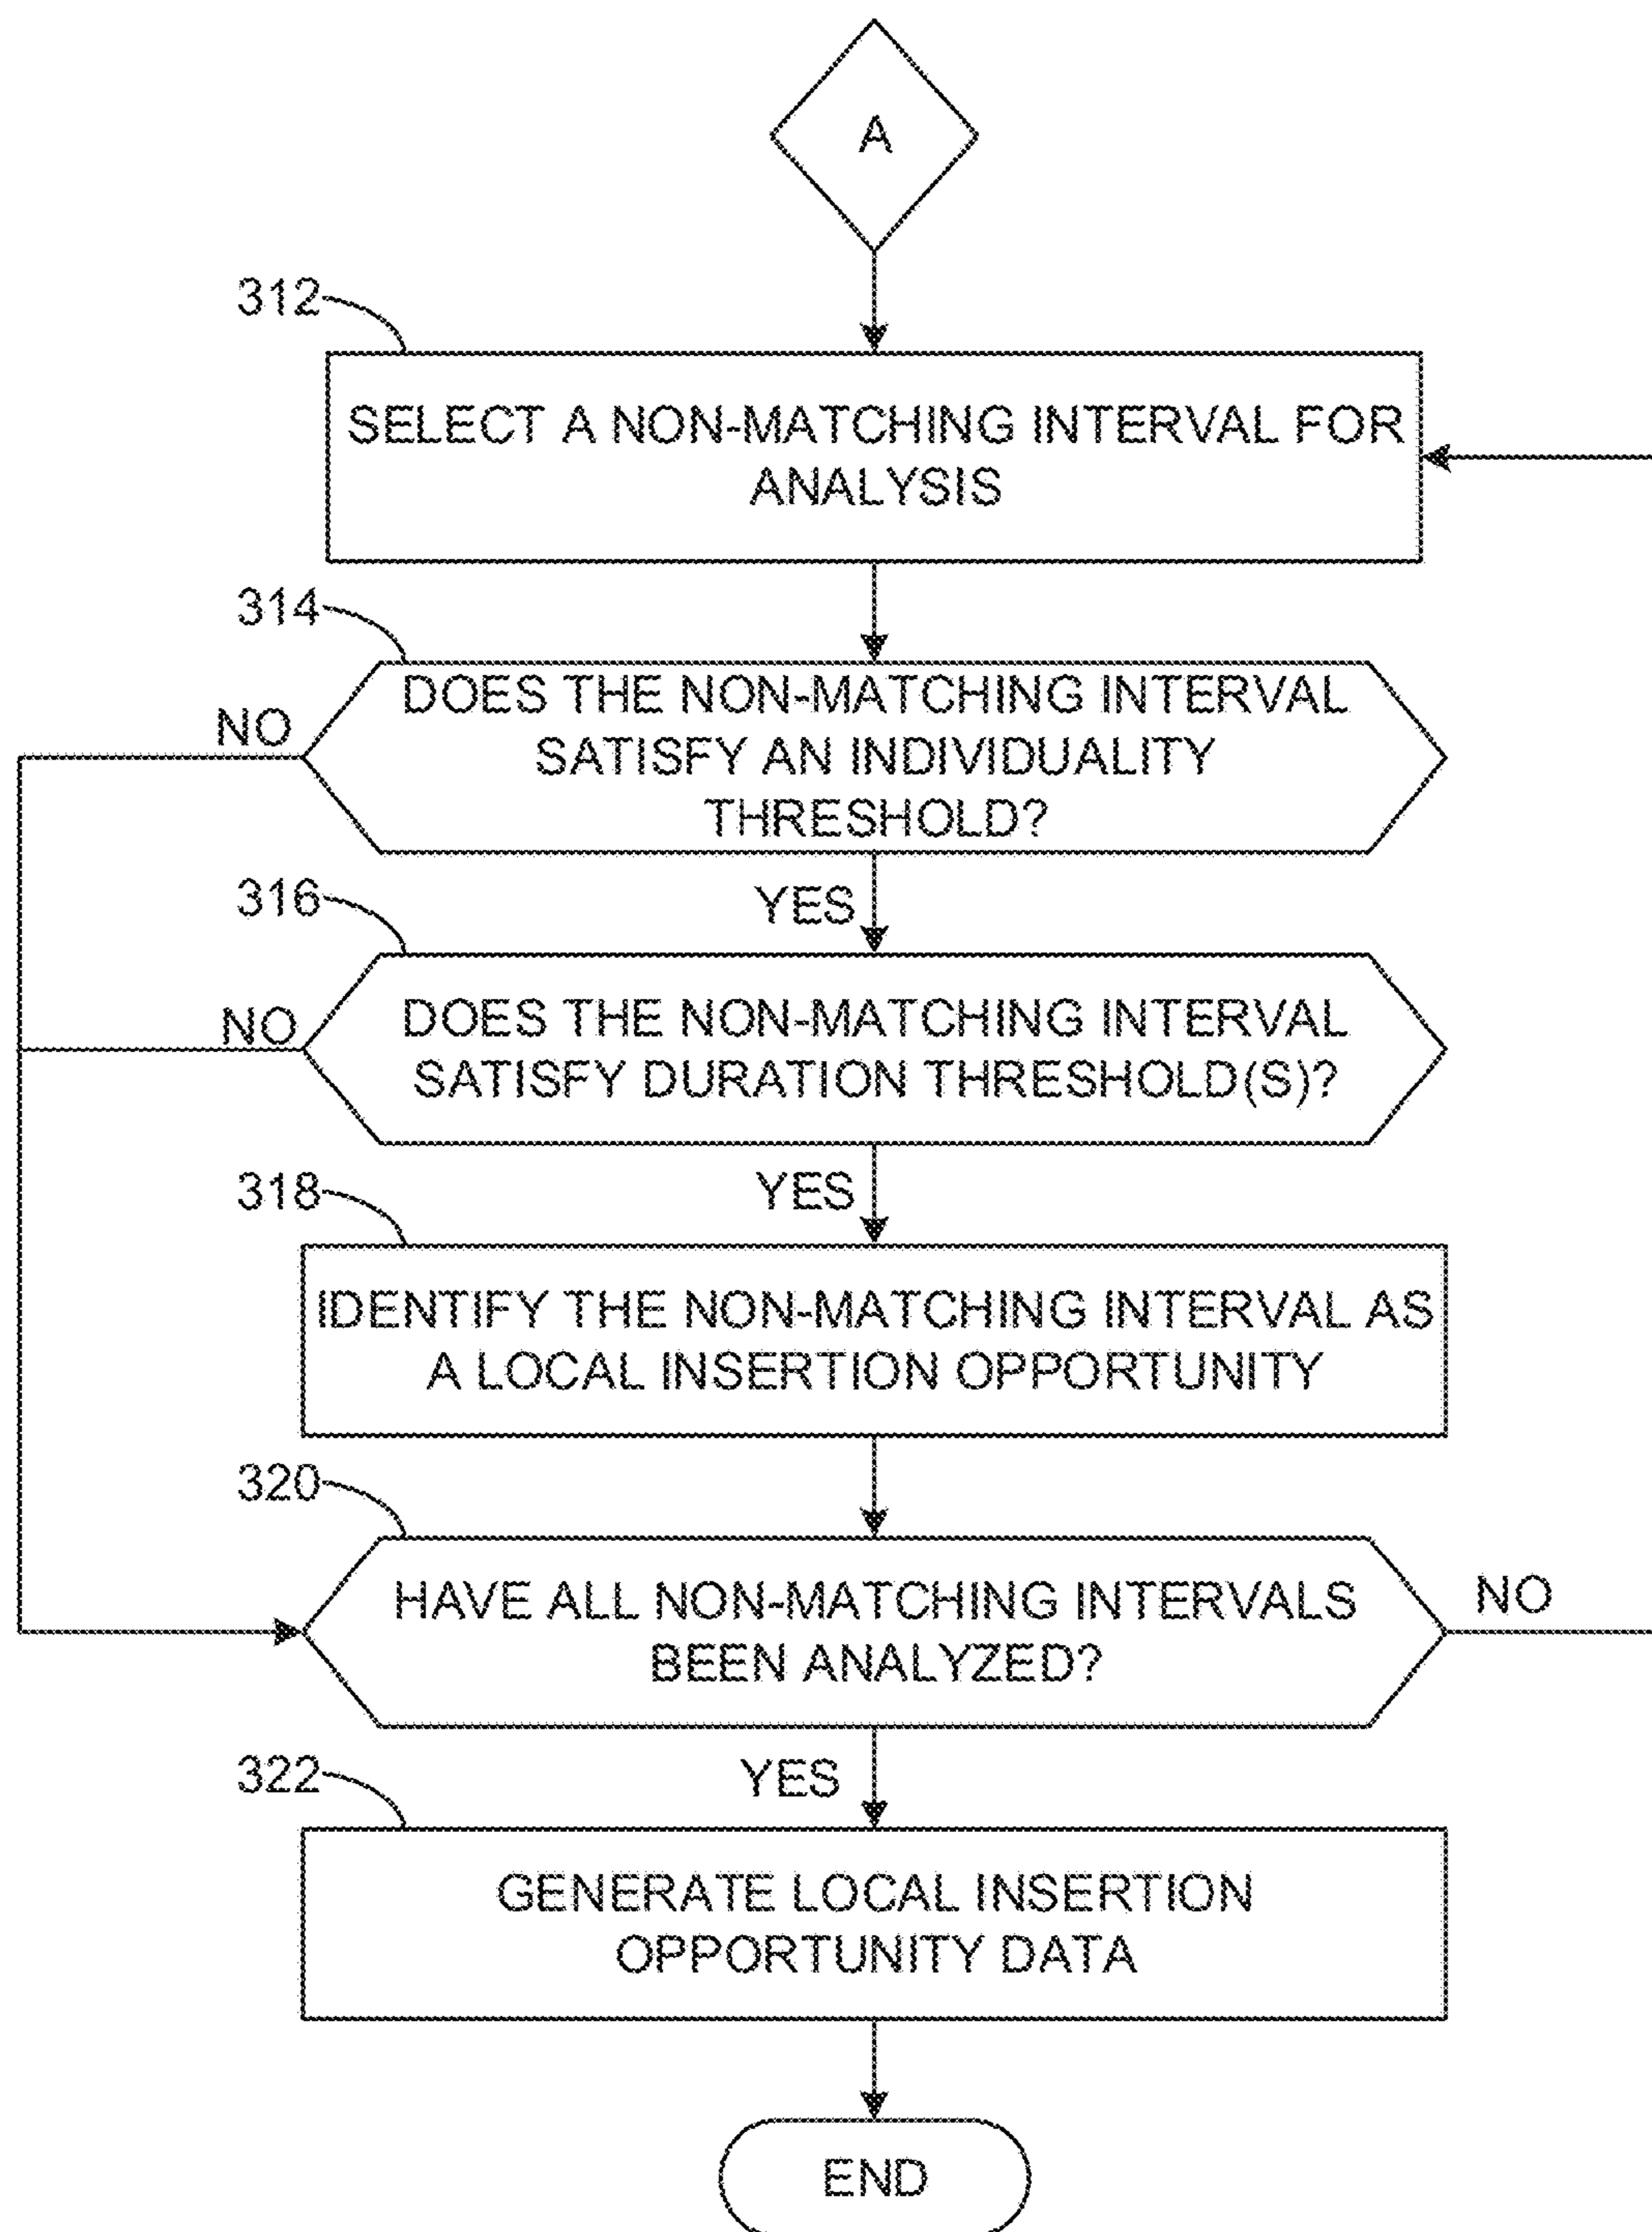 A
312
SELECT A NON-MATCHING INTERVAL FOR
ANALYSIS
314
DOES THE NON-MATCHING INTERVAL
SATISFY AN INDIVIDUALITY
THRESHOLD?
NO
YES
316
DOES THE NON-MATCHING INTERVAL
SATISFY DURATION THRESHOLD(S)?
NO
YES
318
IDENTIFY THE NON-MATCHING INTERVAL AS
A LOCAL INSERTION OPPORTUNITY
320
HAVE ALL NON-MATCHING INTERVALS
BEEN ANALYZED?
NO
YES
322
GENERATE LOCAL INSERTION
OPPORTUNITY DATA
END